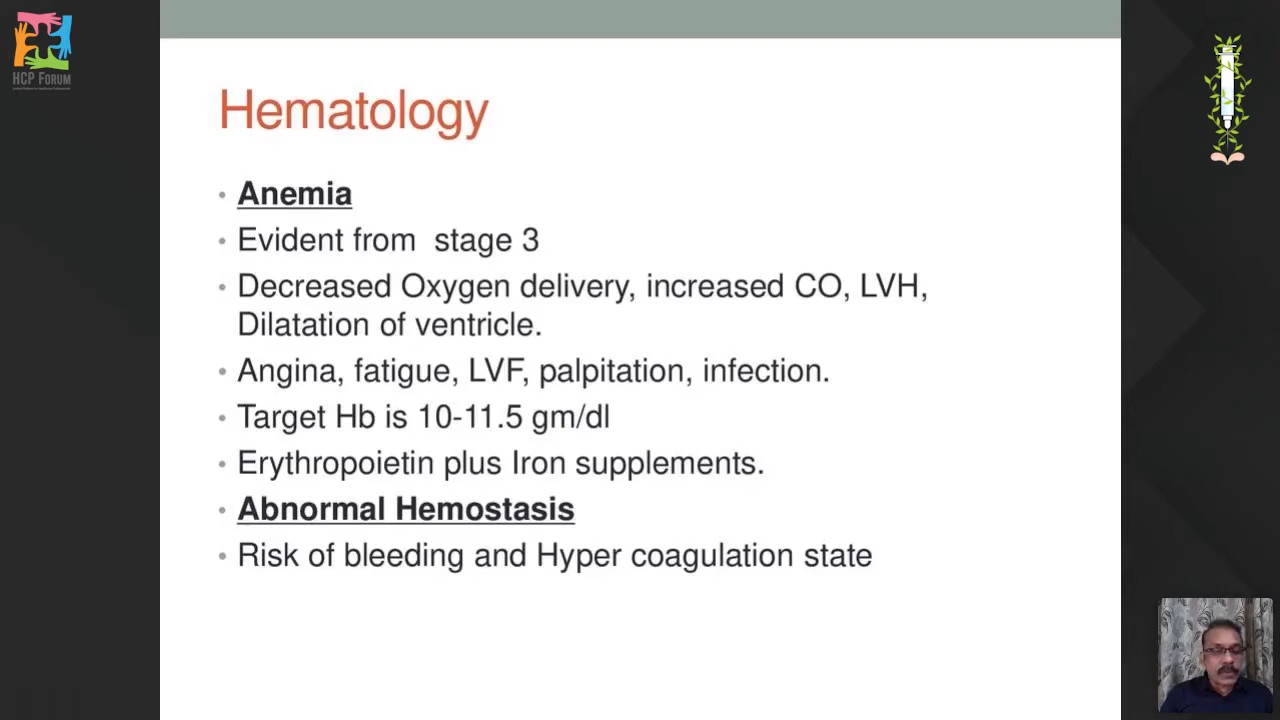 HCP FORUM
Hematology
• Anemia
• Evident from stage 3
• Decreased Oxygen delivery, increased CO, LVH,
Dilatation of ventricle.
• Angina, fatigue, LVF, palpitation, infection.
• Target Hb is 10-11.5 gm/dl
• Erythropoietin plus Iron supplements.
• Abnormal Hemostasis
• Risk of bleeding and Hyper coagulation state